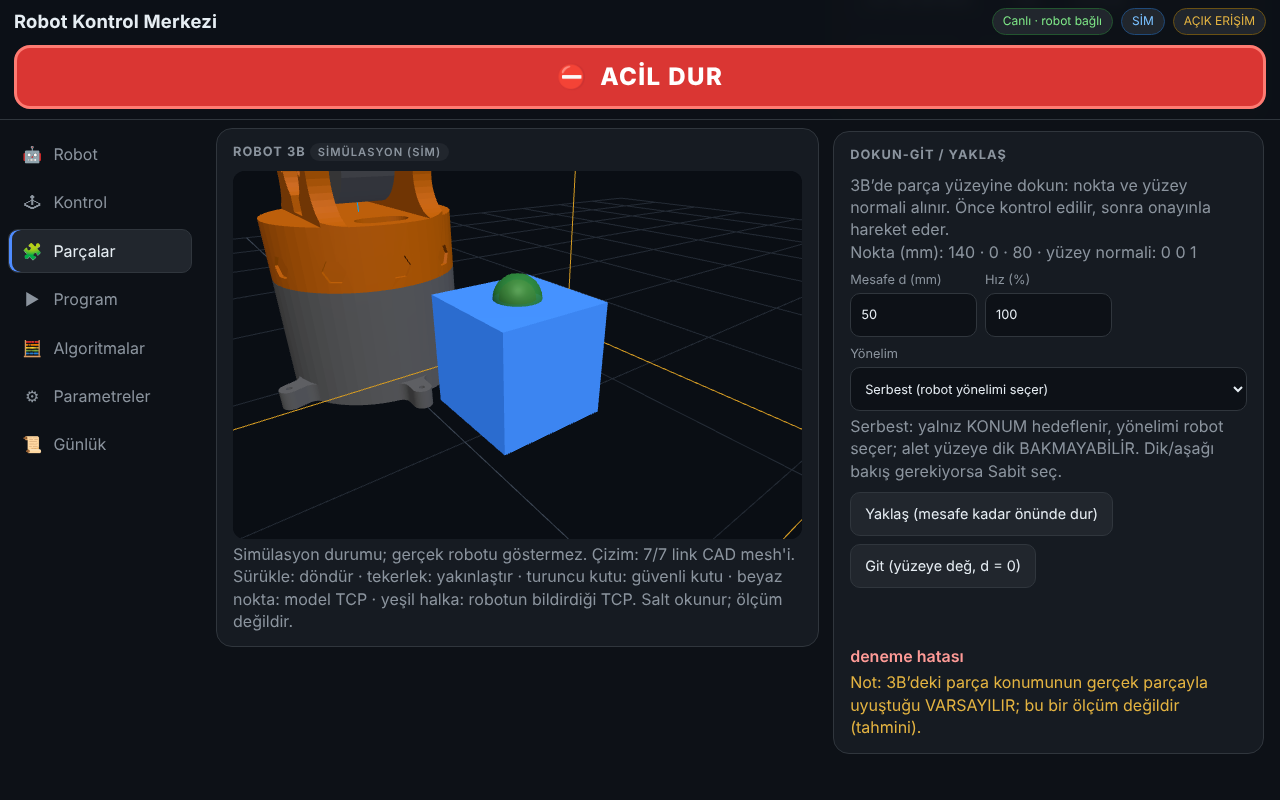 Robot Kontrol Merkezi
Canlı · robot bağlı
SİM
AÇIK ERİŞİM
⛔ ACİL DUR
Robot
Kontrol
Parçalar
Program
Algoritmalar
Parametreler
Günlük
ROBOT 3B SİMÜLASYON (SİM)
Simülasyon durumu; gerçek robotu göstermez. Çizim: 7/7 link CAD mesh'i.
Sürükle: döndür · tekerlek: yakınlaştır · turuncu kutu: güvenli kutu · beyaz
nokta: model TCP · yeşil halka: robotun bildirdiği TCP. Salt okunur; ölçüm
değildir.
DOKUN-GİT / YAKLAŞ
3B’de parça yüzeyine dokun: nokta ve yüzey
normali alınır. Önce kontrol edilir, sonra onayınla
hareket eder.
Nokta (mm): 140 · 0 · 80 · yüzey normali: 0 0 1
Mesafe d (mm) Hız (%)
50 100
Yönelim
Serbest (robot yönelimi seçer)
Serbest: yalnız KONUM hedeflenir, yönelimi robot
seçer; alet yüzeye dik BAKMAYABİLİR. Dik/aşağı
bakış gerekiyorsa Sabit seç.
Yaklaş (mesafe kadar önünde dur)
Git (yüzeye değ, d = 0)
deneme hatası
Not: 3B’deki parça konumunun gerçek parçayla
uyuştuğu VARSAYILIR; bu bir ölçüm değildir
(tahmini).